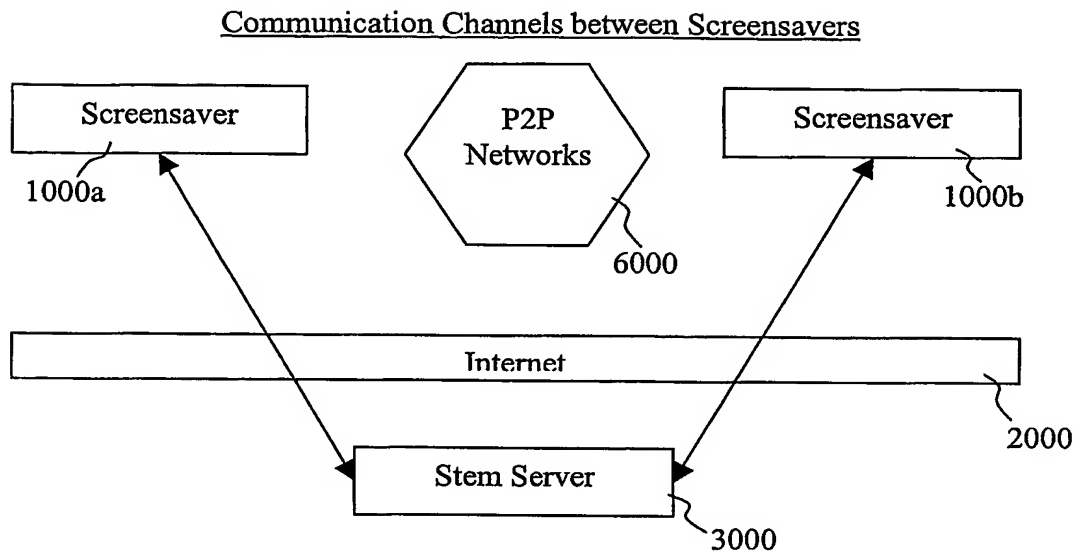 Communication Channels between Screensavers
Screensaver
P2P
Networks
Screensaver
1000a
1000b
6000
Internet
2000
Stem Server
3000